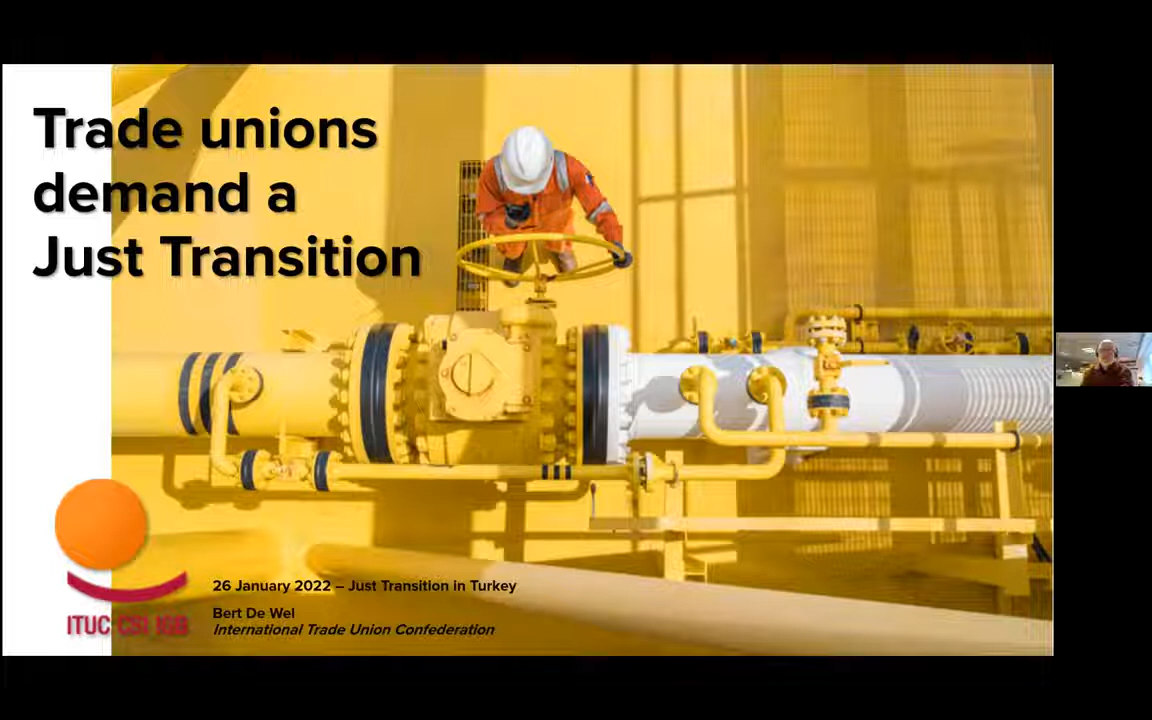 Trade unions
demand a
Just Transition
26 January 2022 – Just Transition in Turkey
Bert De Wel
International Trade Union Confederation
ITUC CSI IGB